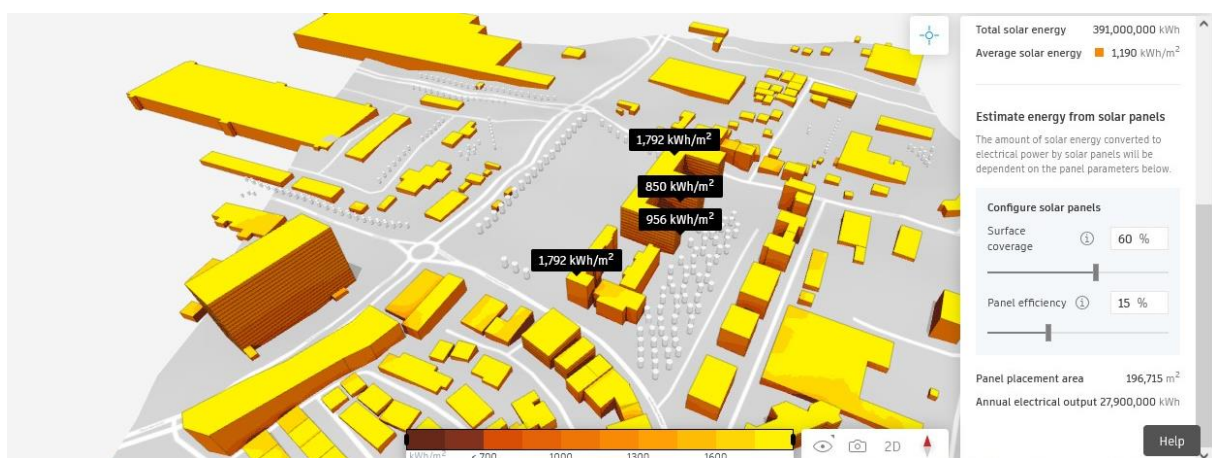 Total solar energy 391,000,000 kWh
Average solar energy 1,190 kWh/m²
1,792 kWh/m²
850 kWh/m²
956 kWh/m²
1,792 kWh/m²
Estimate energy from solar panels
The amount of solar energy converted to
electrical power by solar panels will be
dependent on the panel parameters below.
Configure solar panels
Surface
coverage
60 %
Panel efficiency 15 %
Panel placement area 196,715 m²
Annual electrical output 27,900,000 kWh
kWh/m² <700 1000 1300 1600
2D
Help